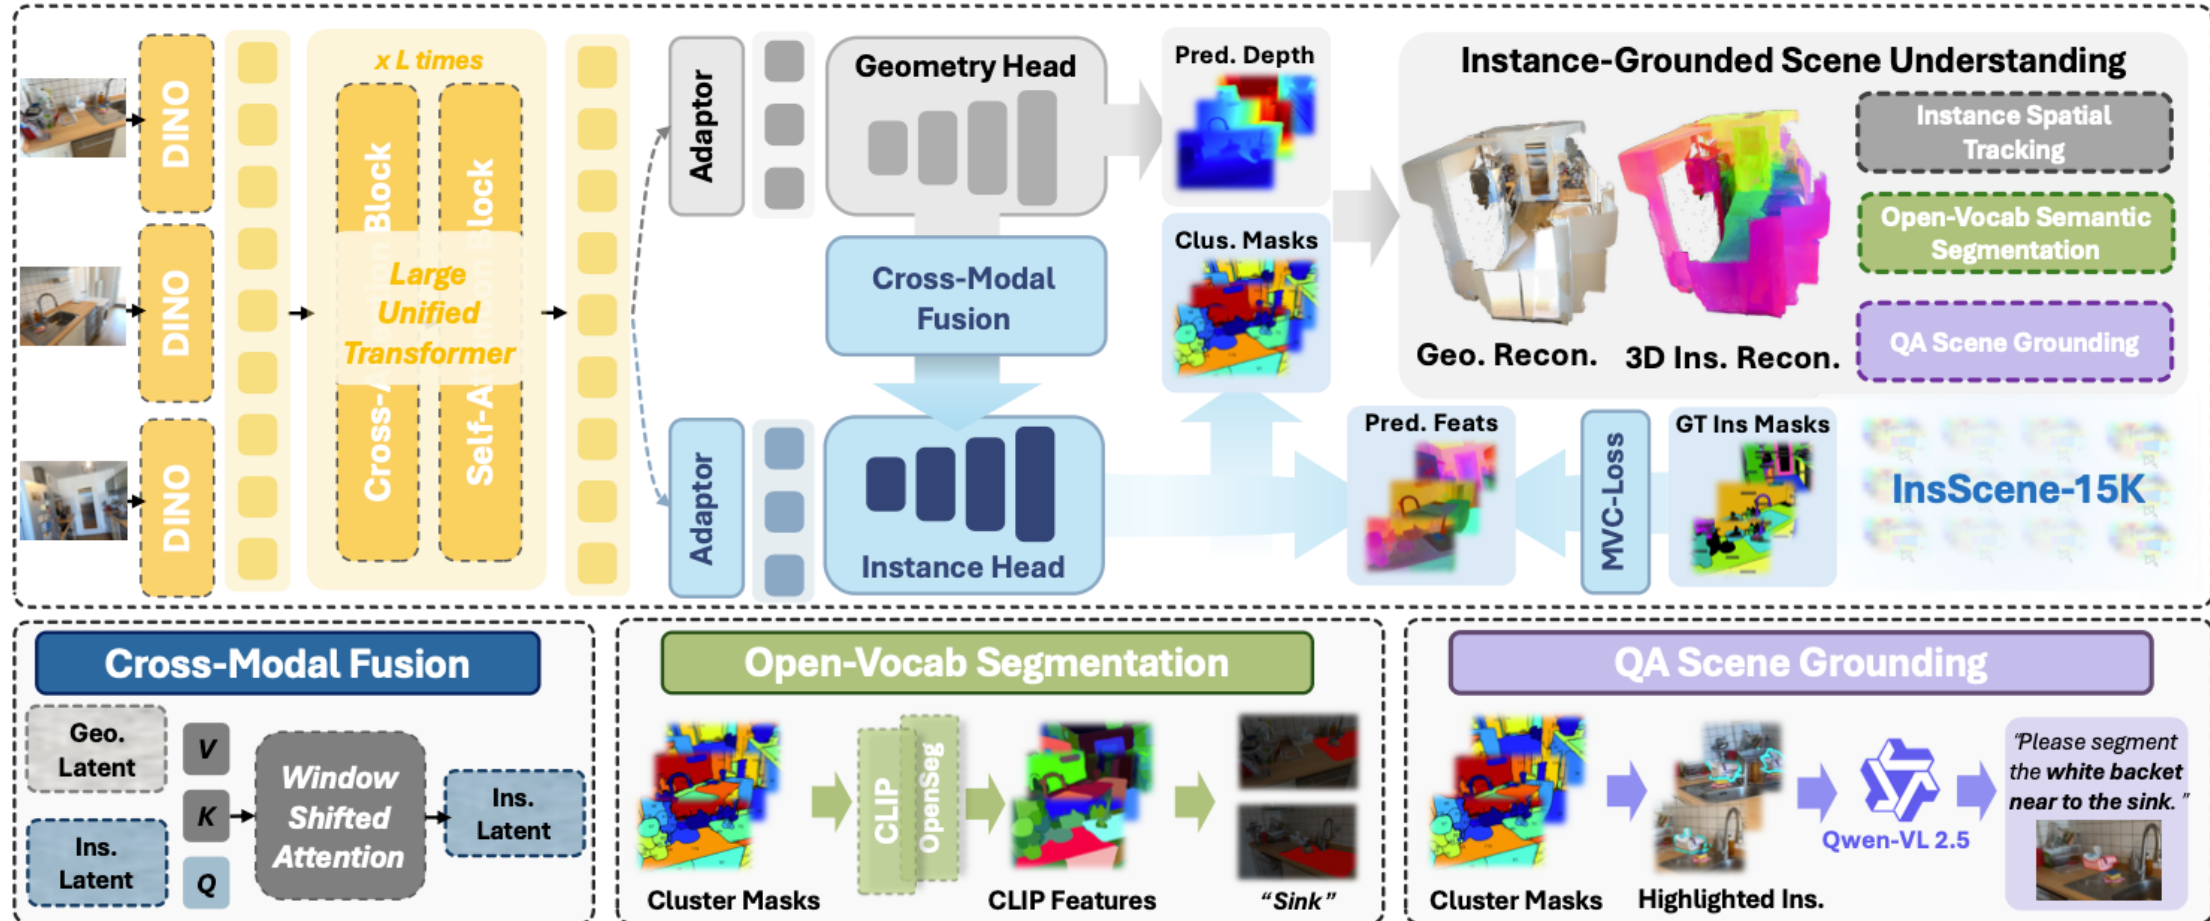 DINO
DINO
DINO
x L times
Cross-A
Block
Self-A
Block
Large
Unified
Transformer
Adaptor
Geometry Head
Cross-Modal
Fusion
Adaptor
Instance Head
Pred. Depth
Clus. Masks
Instance-Grounded Scene Understanding
Geo. Recon.
3D Ins. Recon.
Instance Spatial
Tracking
Open-Vocab Semantic
Segmentation
QA Scene Grounding
Pred. Feats
MVC-Loss
GT Ins Masks
InsScene-15K
Cross-Modal Fusion
Geo.
Latent
Ins.
Latent
V
K
Q
Window
Shifted
Attention
Ins.
Latent
Open-Vocab Segmentation
CLIP
OpenSeg
Cluster Masks
CLIP Features
“Sink”
QA Scene Grounding
Cluster Masks
Highlighted Ins.
Qwen-VL 2.5
“Please segment
the white backet
near to the sink. ”